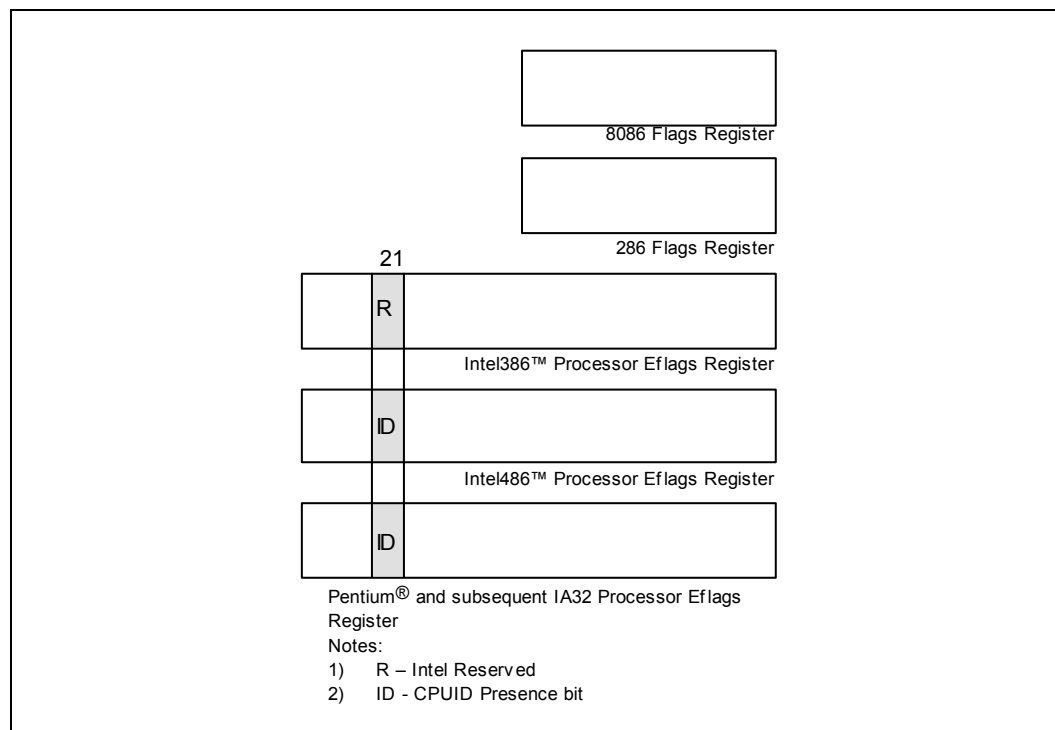 8086 Flags Register
286 Flags Register
21
R
Intel386™ Processor Eflags Register
ID
Intel486™ Processor Eflags Register
ID
Pentium® and subsequent IA32 Processor Eflags
Register
Notes:
1) R – Intel Reserved
2) ID - CPUID Presence bit